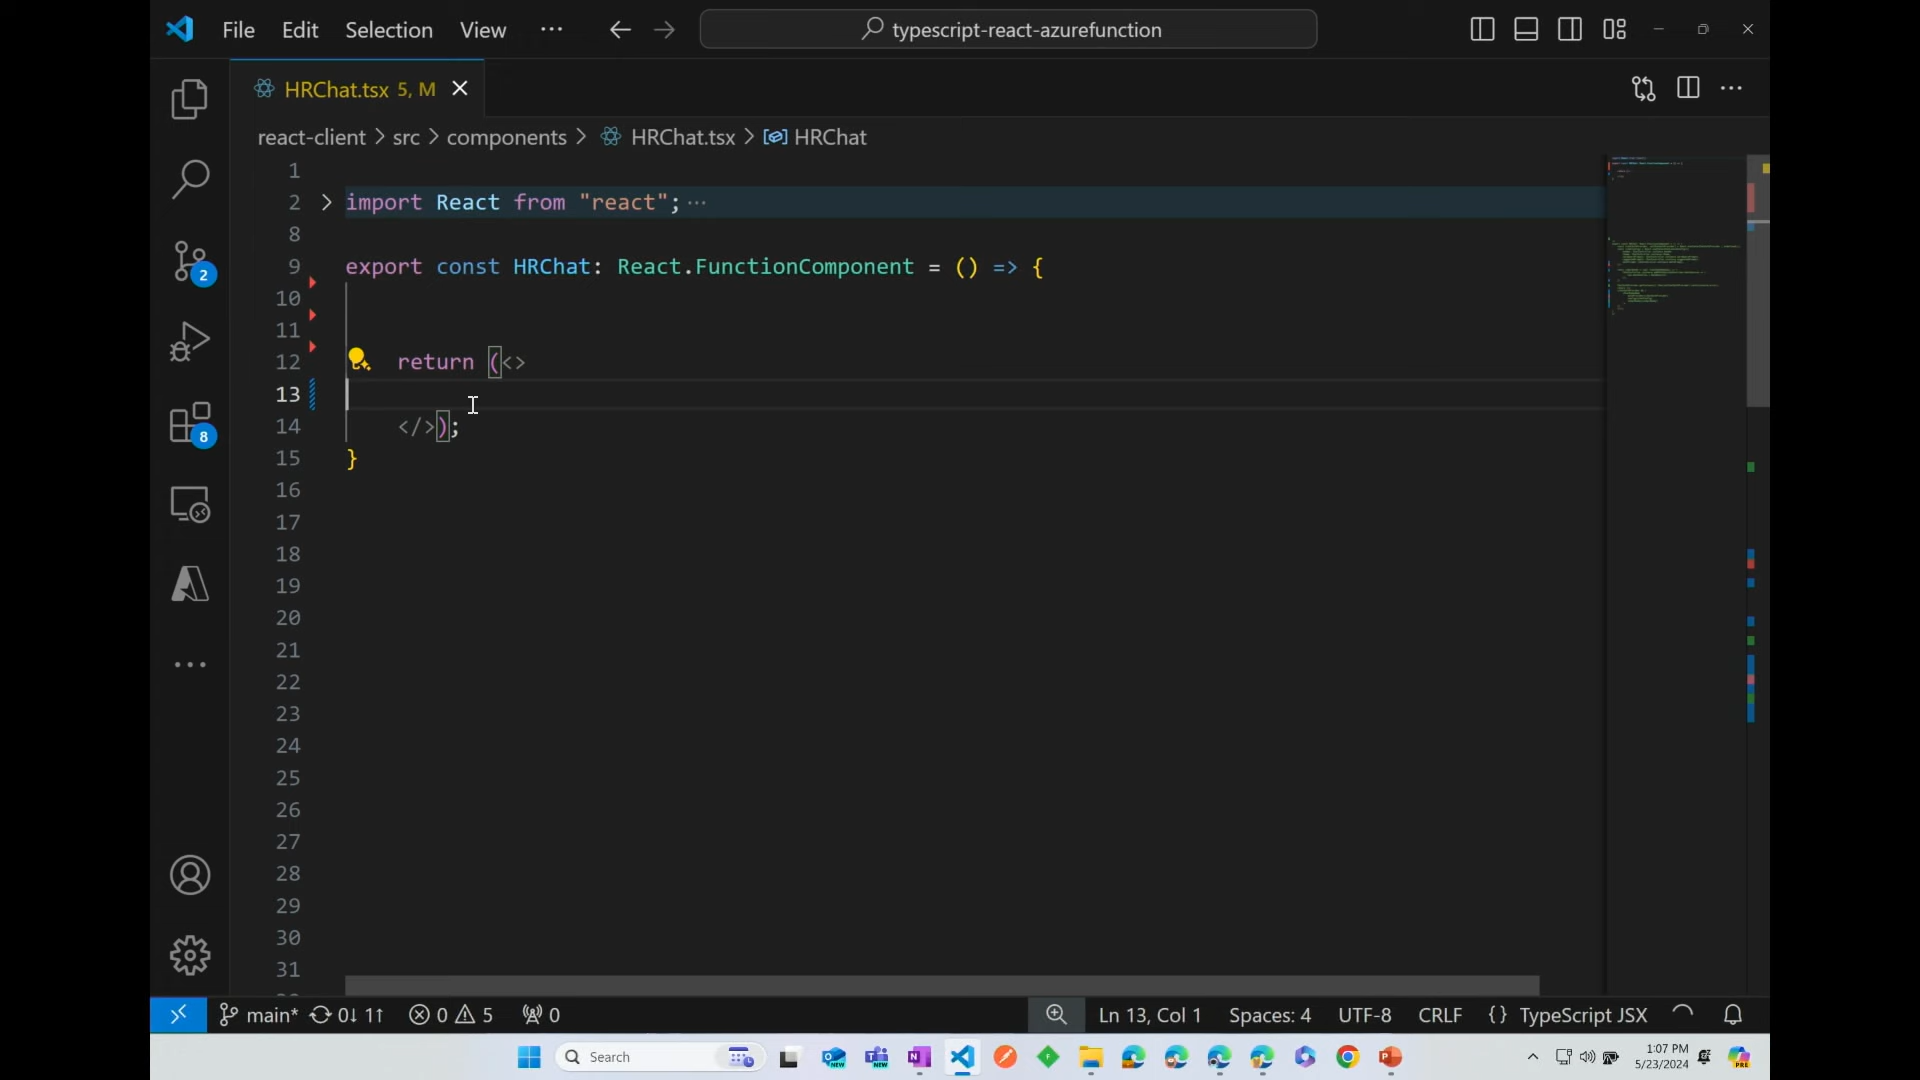 File Edit Selection View ··· typescript-react-azurefunction
HRChat.tsx 5, M
react-client > src > components > HRChat.tsx > HRChat
1
2 import React from "react"; ···
8
9 export const HRChat: React.FunctionComponent = () => {
10
11
12 return (<>
13
14 </>);
15 }
16
17
18
19
20
21
22
23
24
25
26
27
28
29
30
31
2
8
main* 0↓ 1↑ 0 5 0 Ln 13, Col 1 Spaces: 4 UTF-8 CRLF {} TypeScript JSX
Search NEW NEW 1:07 PM
5/23/2024
PRE